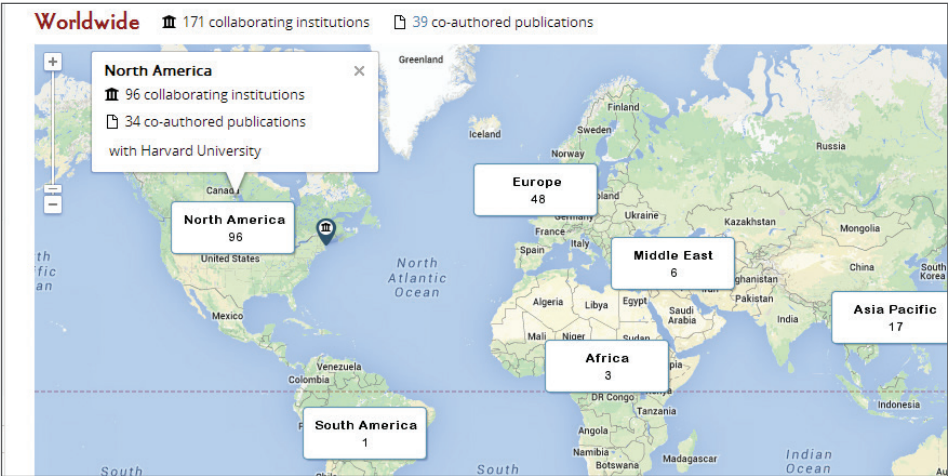 Worldwide 171 collaborating institutions 39 co-authored publications
North America
96 collaborating institutions
34 co-authored publications
with Harvard University
Greenland
Iceland
Finland
Sweden
Norway
Russia
Canad
Europe
48
North America
96
United States
Germany
Ukraine
France
Italy
Spain
Kazakhstan
Mongolia
China
South
Korea
Middle East
6
North
Atlantic
Ocean
Mexico
Algeria
Libya
Egypt
Saudi
Arabia
Pakistan
India
Asia Pacific
17
Mali
Niger
Sudan
Africa
3
Venezuela
Colombia
DR Congo
Tanzania
Indonesia
South America
1
Angola
Namibia
Botswana
Madagascar
Indian
Ocean
South
South